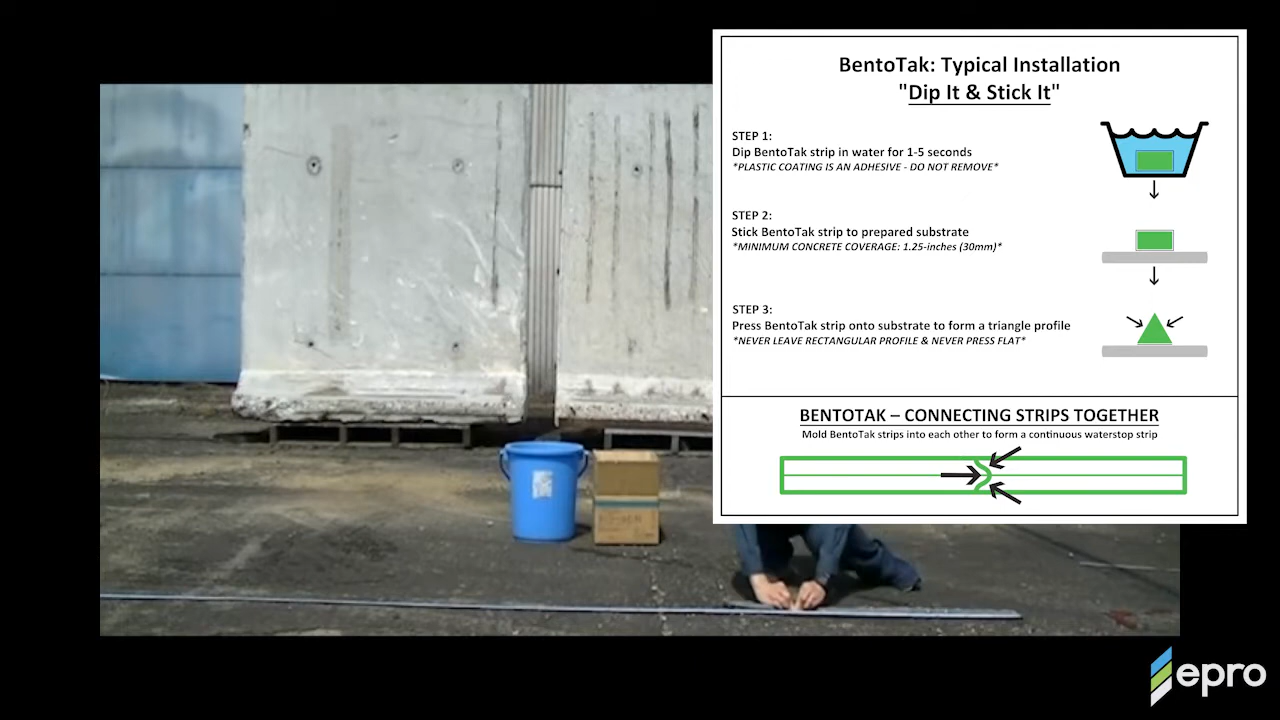 BentoTak: Typical Installation
"Dip It & Stick It"
STEP 1:
Dip BentoTak strip in water for 1-5 seconds
*PLASTIC COATING IS AN ADHESIVE - DO NOT REMOVE*
STEP 2:
Stick BentoTak strip to prepared substrate
*MINIMUM CONCRETE COVERAGE: 1.25-inches (30mm)*
STEP 3:
Press BentoTak strip onto substrate to form a triangle profile
*NEVER LEAVE RECTANGULAR PROFILE & NEVER PRESS FLAT*
BENTOTAK – CONNECTING STRIPS TOGETHER
Mold BentoTak strips into each other to form a continuous waterstop strip
epro